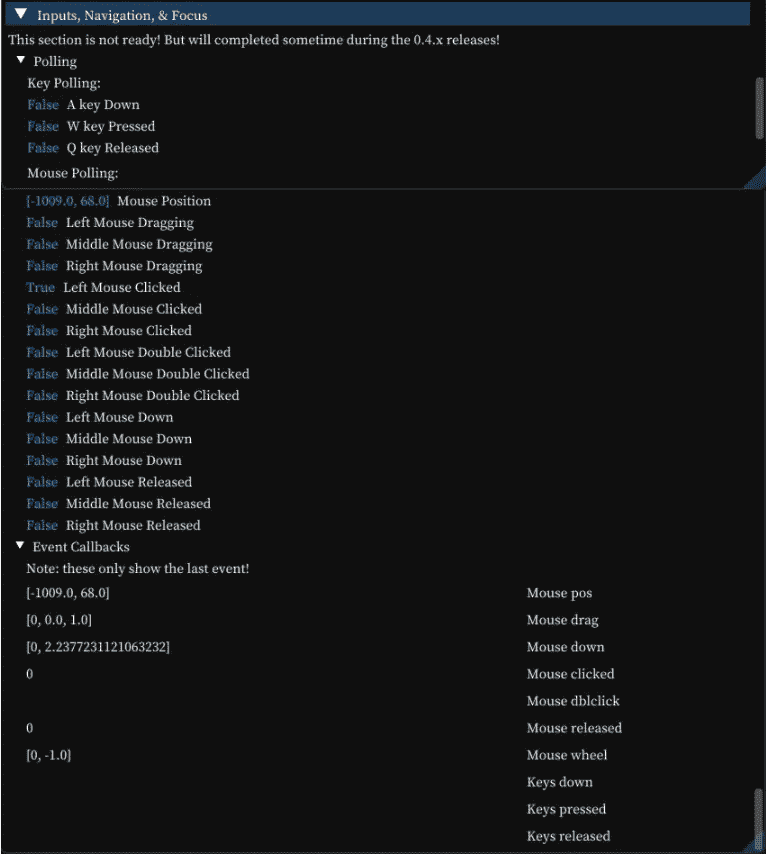 Inputs, Navigation, & Focus
This section is not ready! But will completed sometime during the 0.4.x releases!
Polling
Key Polling:
False A key Down
False W key Pressed
False Q key Released
Mouse Polling:
[-1009.0, 68.0] Mouse Position
False Left Mouse Dragging
False Middle Mouse Dragging
False Right Mouse Dragging
True Left Mouse Clicked
False Middle Mouse Clicked
False Right Mouse Clicked
False Left Mouse Double Clicked
False Middle Mouse Double Clicked
False Right Mouse Double Clicked
False Left Mouse Down
False Middle Mouse Down
False Right Mouse Down
False Left Mouse Released
False Middle Mouse Released
False Right Mouse Released
Event Callbacks
Note: these only show the last event!
[-1009.0, 68.0] Mouse pos
[0, 0.0, 1.0] Mouse drag
[0, 2.2377231121063232] Mouse down
0 Mouse clicked
Mouse dblclick
0 Mouse released
[0, -1.0] Mouse wheel
Keys down
Keys pressed
Keys released